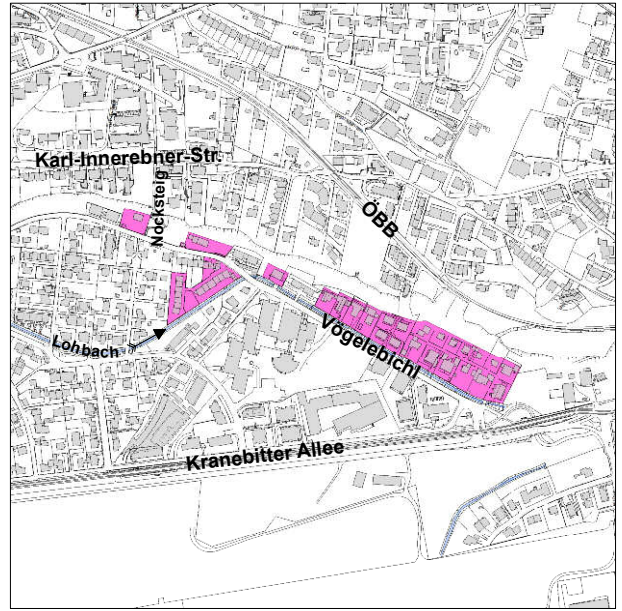 Karl-Innerebner-Str.
Nocksteig
ÖBB
Lohbach
Vögelebichl
Kranebitter Allee